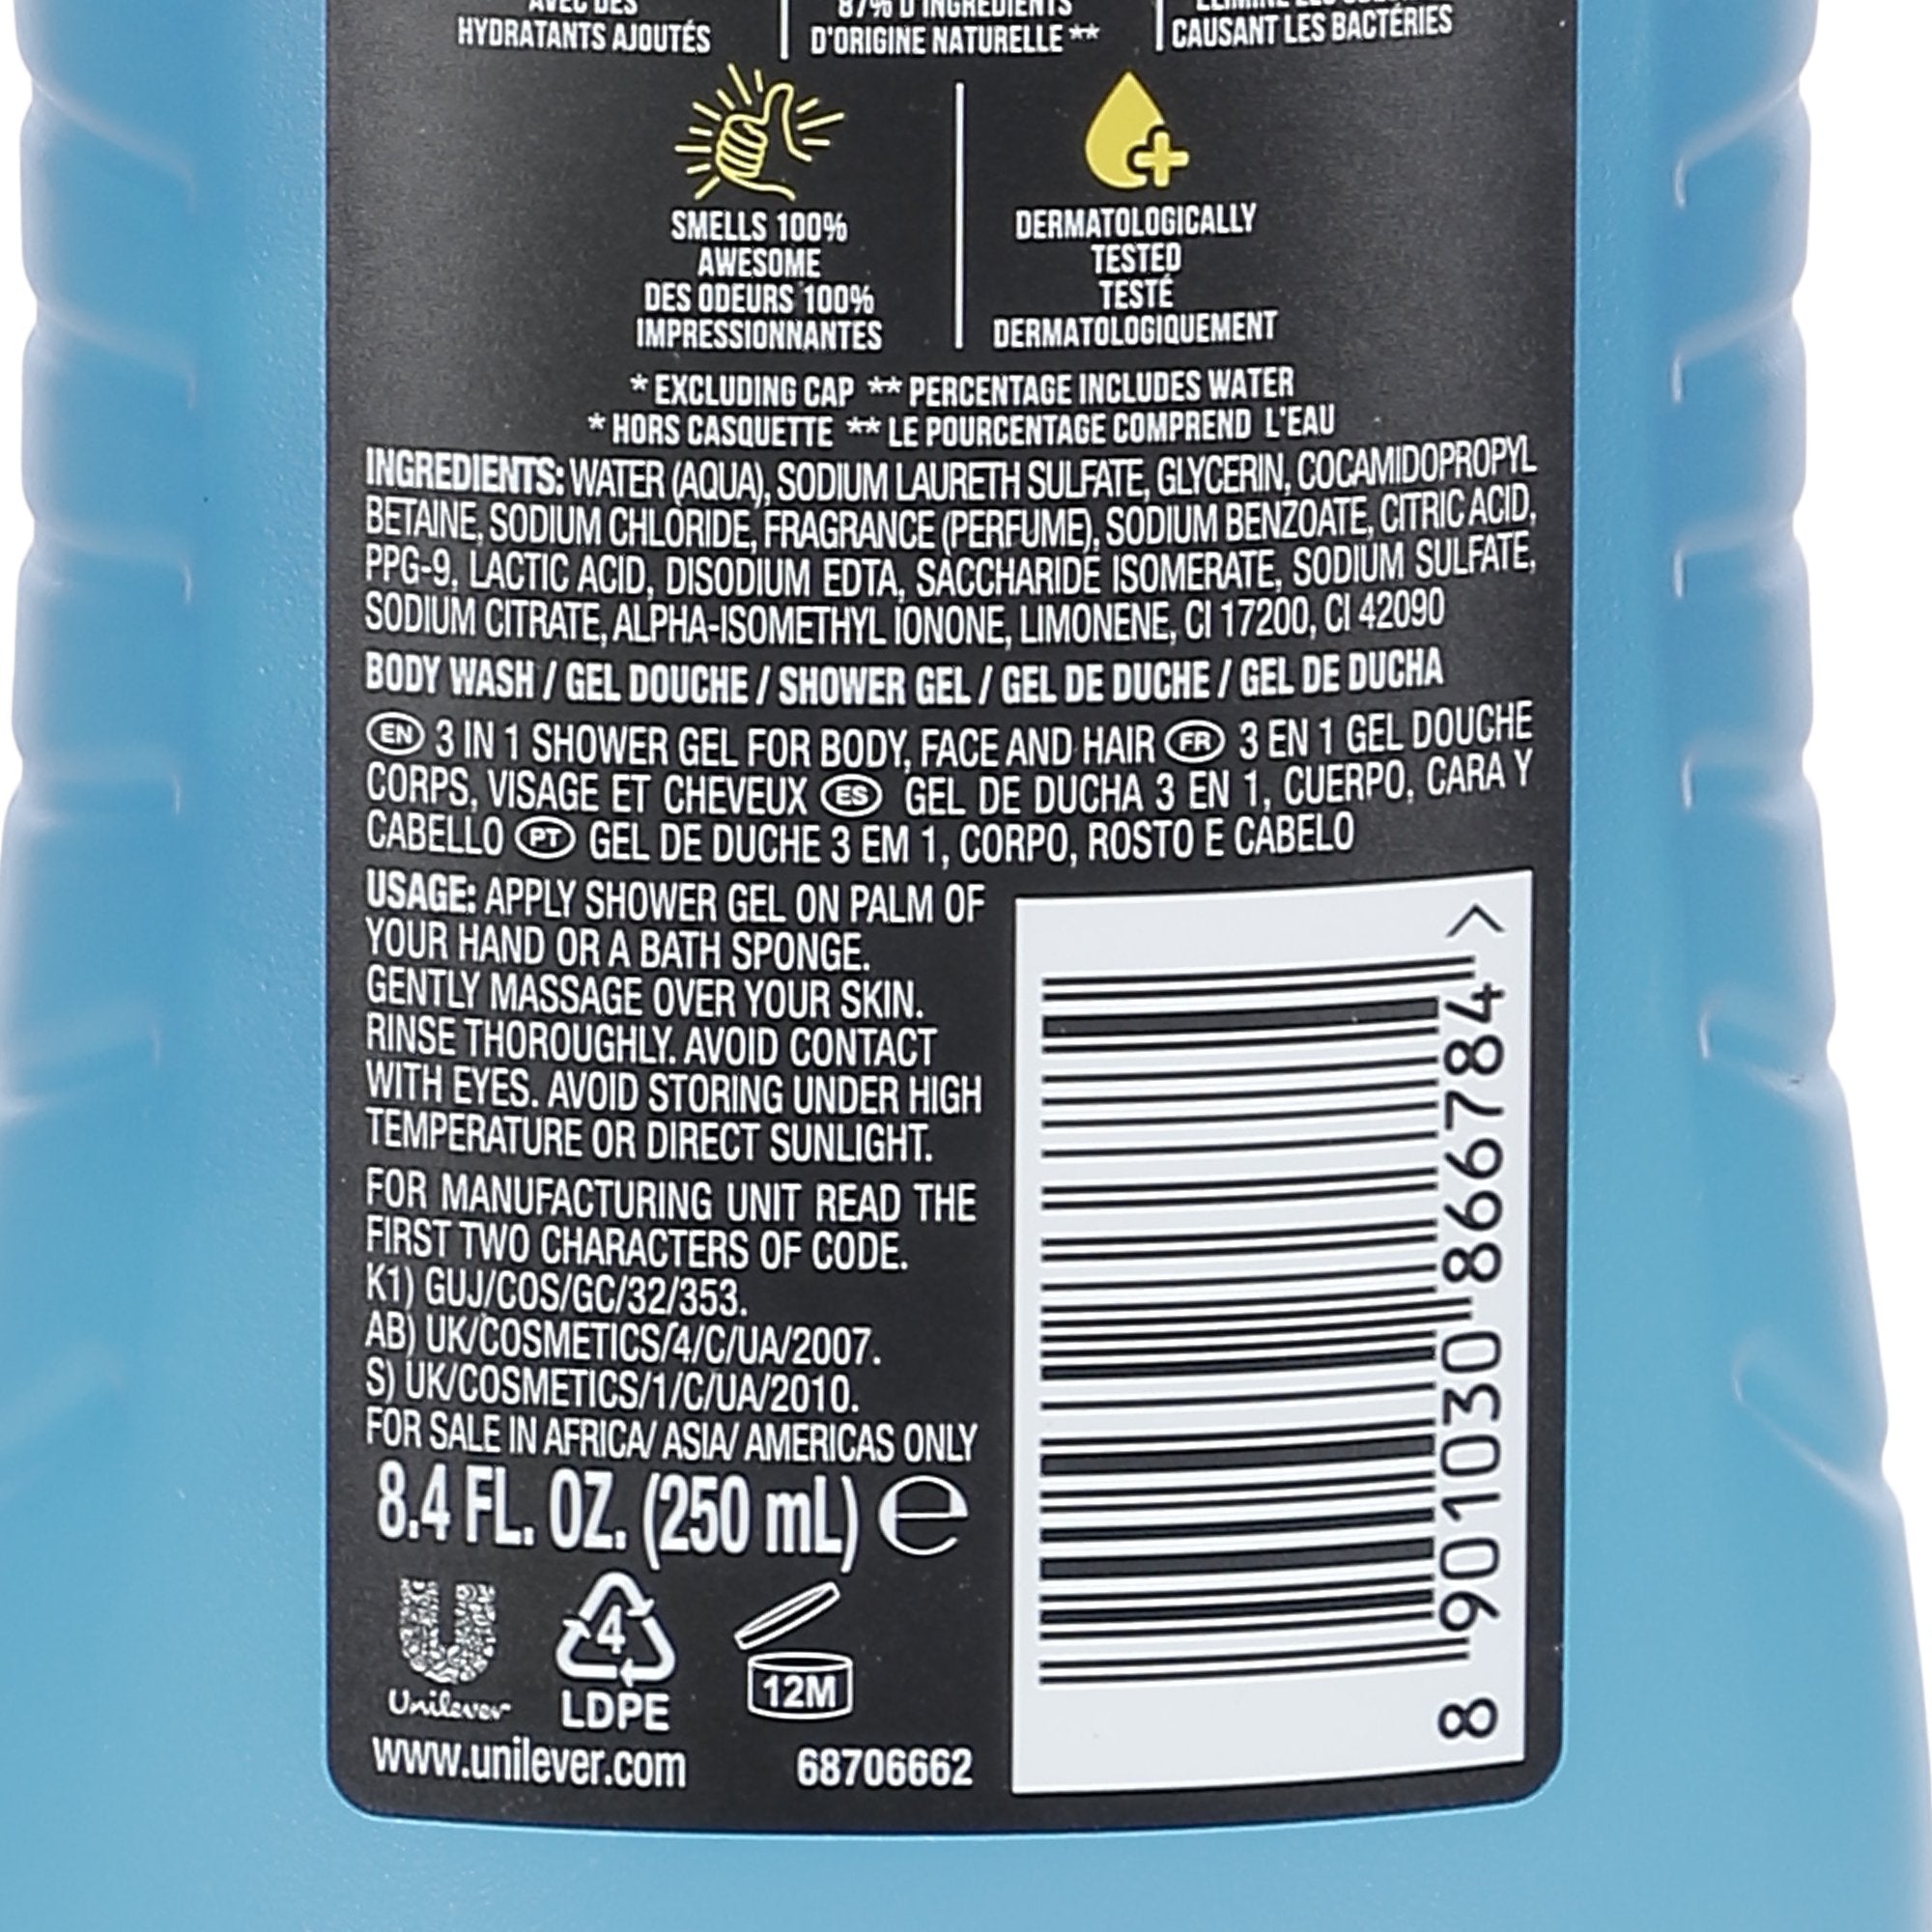 AVEC DES
HYDRATANTS AJOUTÉS
87% D'INGRÉDIENTS
D'ORIGINE NATURELLE **
CAUSANT LES BACTÉRIES
SMELLS 100%
AWESOME
DES ODEURS 100%
IMPRESSIONNANTES
DERMATOLOGICALLY
TESTED
TESTÉ
DERMATOLOGIQUEMENT
* EXCLUDING CAP ** PERCENTAGE INCLUDES WATER
* HORS CASQUETTE ** LE POURCENTAGE COMPREND L'EAU
INGREDIENTS: WATER (AQUA), SODIUM LAURETH SULFATE, GLYCERIN, COCAMIDOPROPYL
BETAINE, SODIUM CHLORIDE, FRAGRANCE (PERFUME), SODIUM BENZOATE, CITRIC ACID,
PPG-9, LACTIC ACID, DISODIUM EDTA, SACCHARIDE ISOMERATE, SODIUM SULFATE,
SODIUM CITRATE, ALPHA-ISOMETHYL IONONE, LIMONENE, CI 17200, CI 42090
BODY WASH / GEL DOUCHE / SHOWER GEL / GEL DE DUCHE / GEL DE DUCHA
EN 3 IN 1 SHOWER GEL FOR BODY, FACE AND HAIR FR 3 EN 1 GEL DOUCHE
CORPS, VISAGE ET CHEVEUX ES GEL DE DUCHA 3 EN 1, CUERPO, CARA Y
CABELLO PT GEL DE DUCHE 3 EM 1, CORPO, ROSTO E CABELO
USAGE: APPLY SHOWER GEL ON PALM OF
YOUR HAND OR A BATH SPONGE.
GENTLY MASSAGE OVER YOUR SKIN.
RINSE THOROUGHLY. AVOID CONTACT
WITH EYES. AVOID STORING UNDER HIGH
TEMPERATURE OR DIRECT SUNLIGHT.
FOR MANUFACTURING UNIT READ THE
FIRST TWO CHARACTERS OF CODE.
K1) GUJ/COS/GC/32/353.
AB) UK/COSMETICS/4/C/UA/2007.
S) UK/COSMETICS/1/C/UA/2010.
FOR SALE IN AFRICA/ ASIA/ AMERICAS ONLY
8.4 FL. OZ. (250 mL) e
Unilever
4
LDPE
12M
www.unilever.com
68706662
8 901030 866784 >